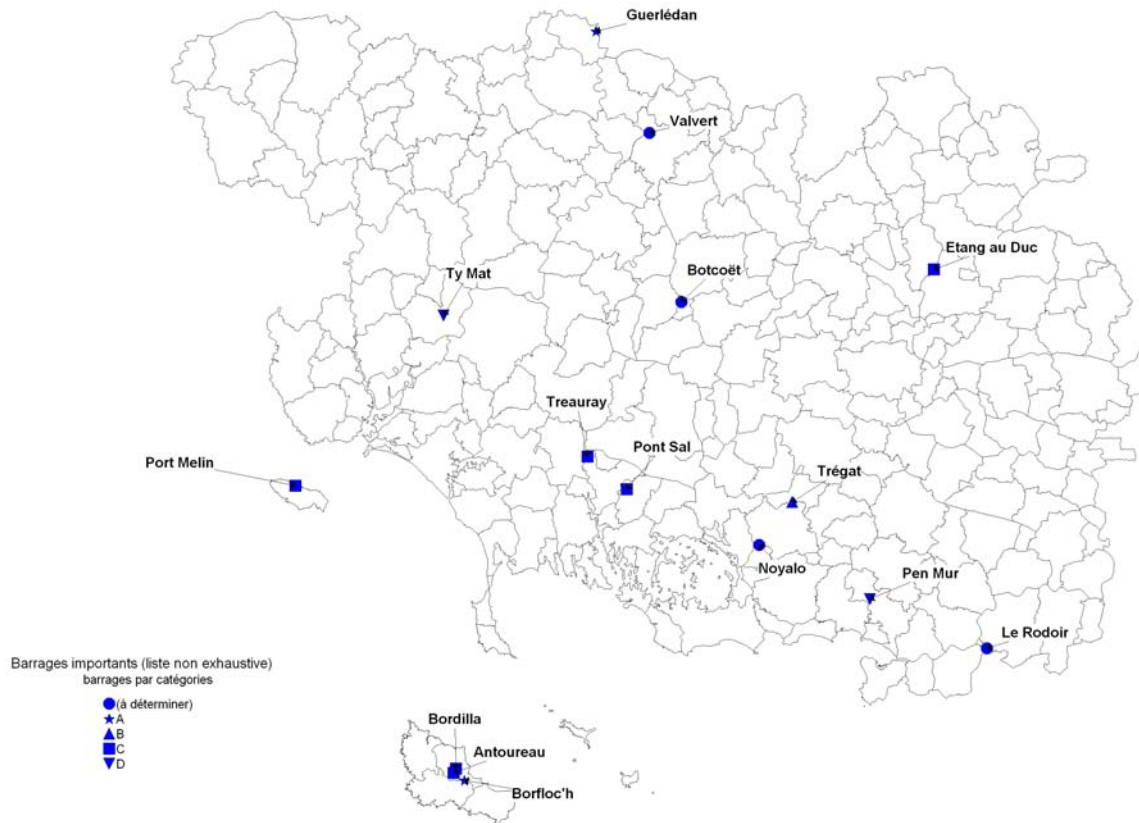 Guerlédan
Valvert
Etang au Duc
Botcoët
Ty Mat
Treauray
Pont Sal
Port Melin
Trégat
Noyalo
Pen Mur
Le Rodoir
Barrages importants (liste non exhaustive)
barrages par catégories
(à déterminer)
A
B
C
D
Bordilla
Antoureau
Borfloc'h